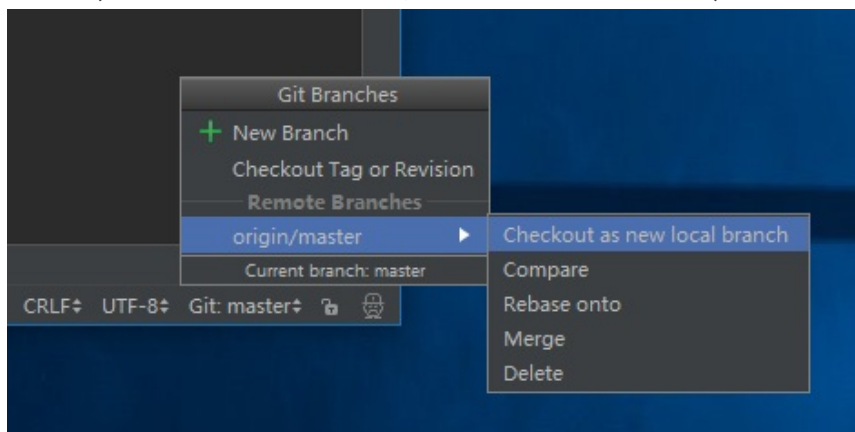 Git Branches
New Branch
Checkout Tag or Revision
Remote Branches
origin/master
Current branch: master
Checkout as new local branch
Compare
Rebase onto
Merge
Delete
CRLF UTF-8 Git: master